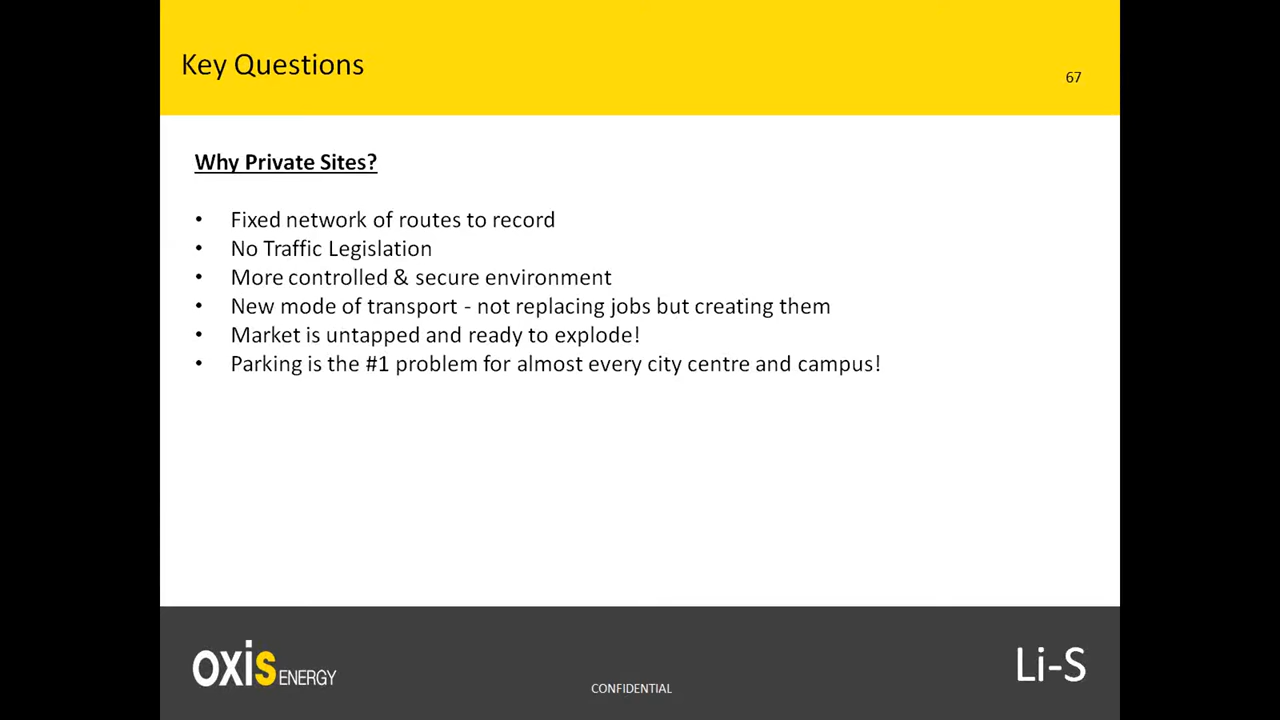 Key Questions
67
Why Private Sites?
• Fixed network of routes to record
• No Traffic Legislation
• More controlled & secure environment
• New mode of transport - not replacing jobs but creating them
• Market is untapped and ready to explode!
• Parking is the #1 problem for almost every city centre and campus!
oxis ENERGY
CONFIDENTIAL
Li-S